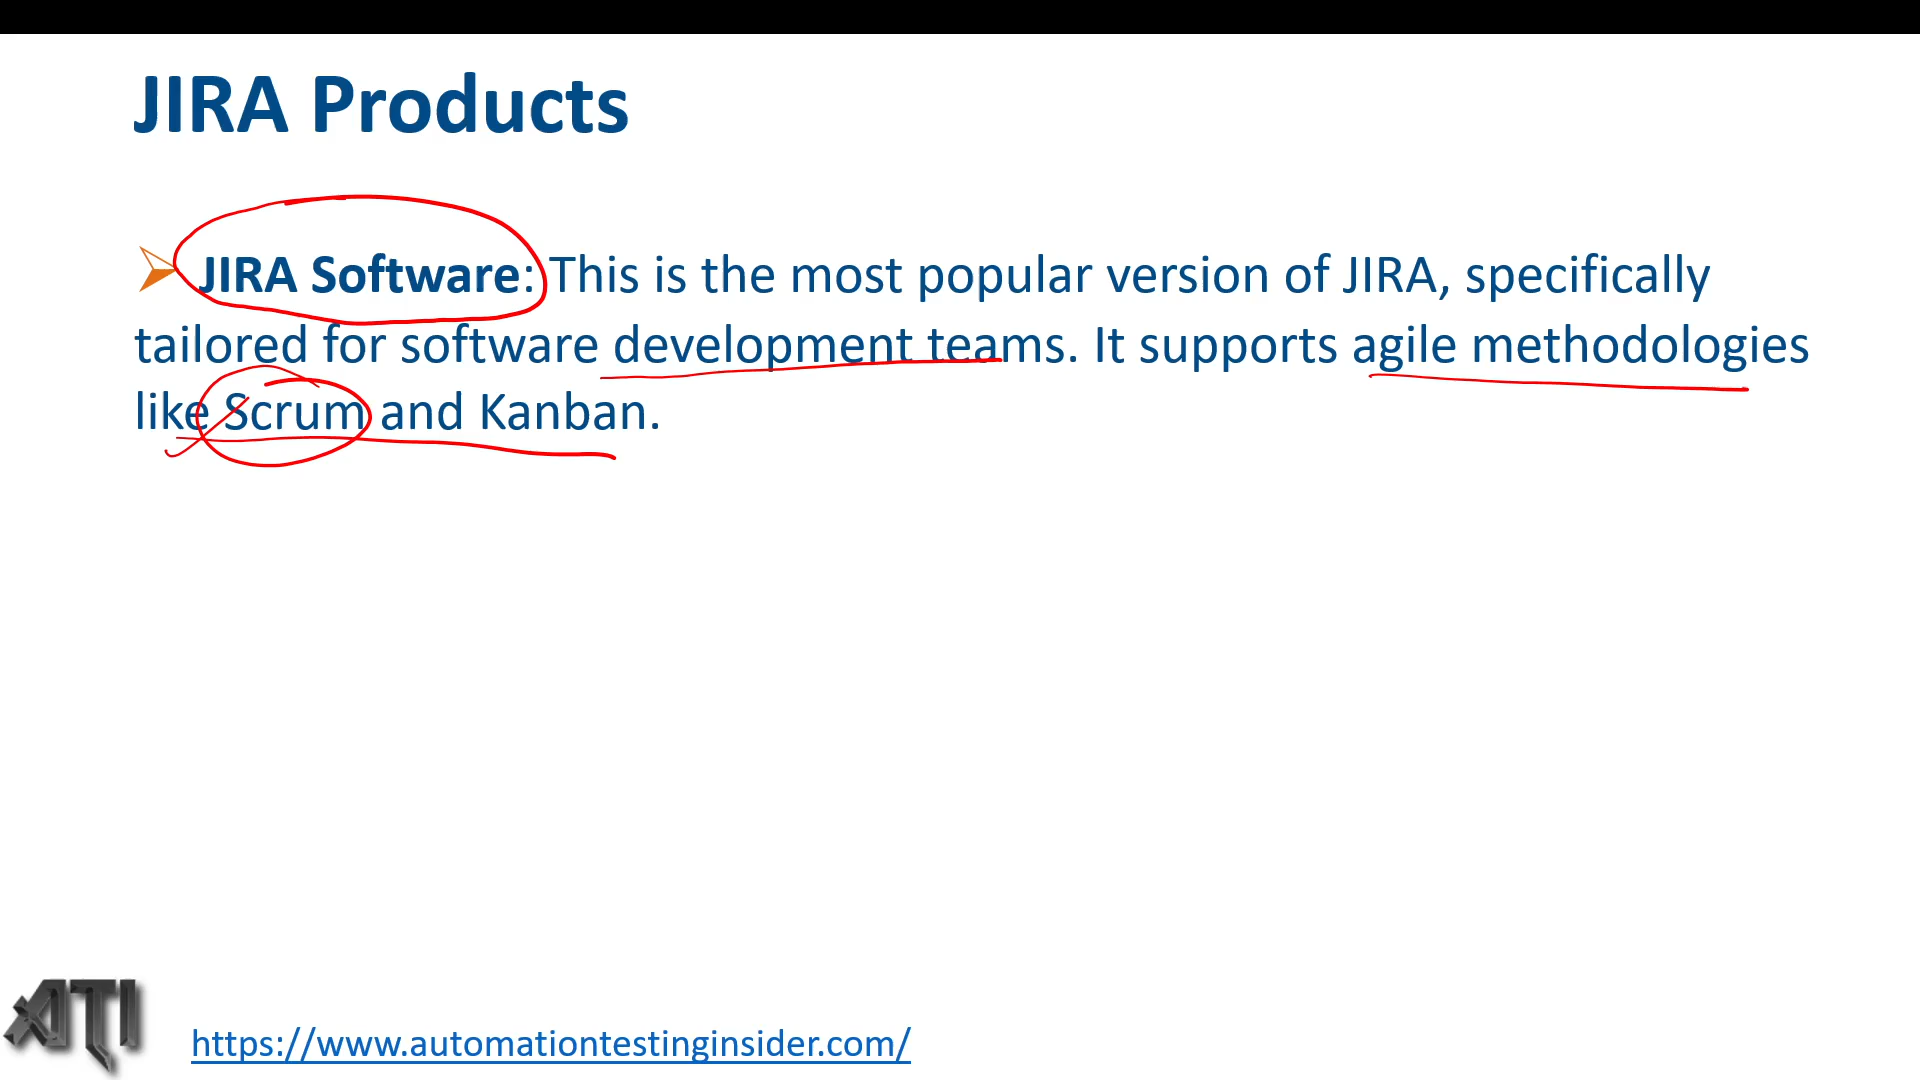 JIRA Products
JIRA Software: This is the most popular version of JIRA, specifically
tailored for software development teams. It supports agile methodologies
like Scrum and Kanban.
ATI
https://www.automationtestinginsider.com/